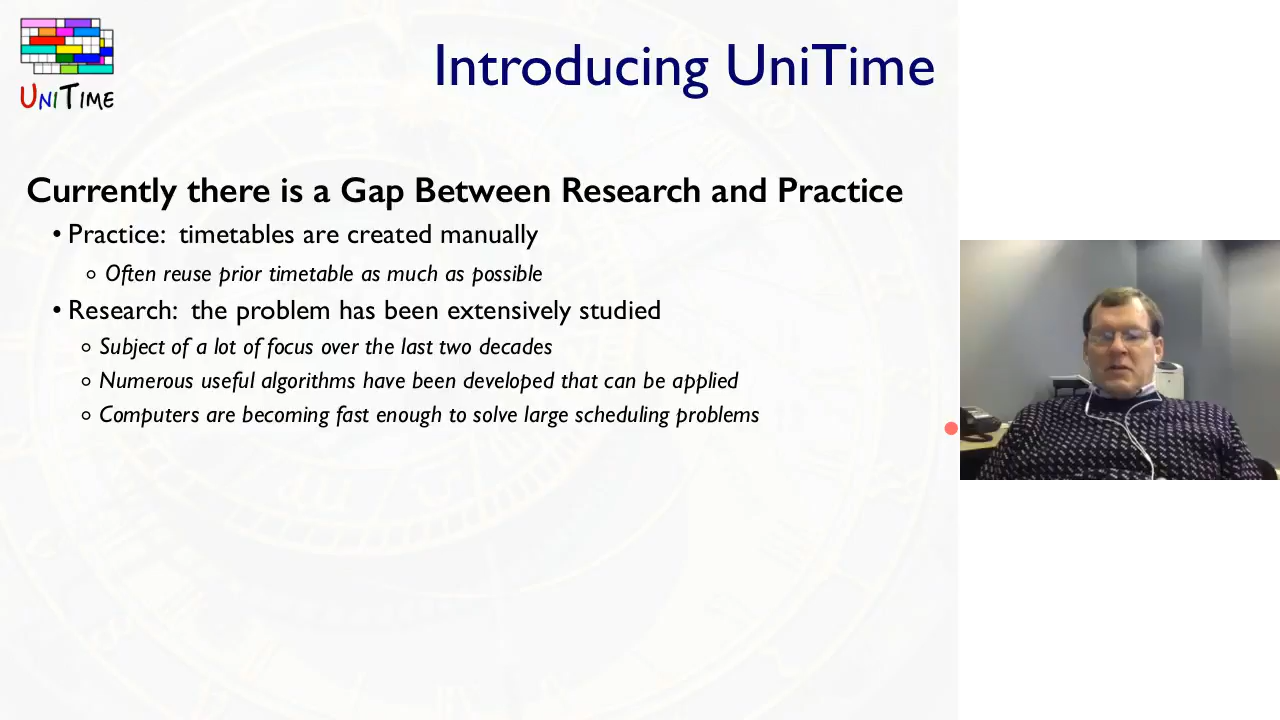 UNITIME
Introducing UniTime
Currently there is a Gap Between Research and Practice
• Practice: timetables are created manually
○ Often reuse prior timetable as much as possible
• Research: the problem has been extensively studied
○ Subject of a lot of focus over the last two decades
○ Numerous useful algorithms have been developed that can be applied
○ Computers are becoming fast enough to solve large scheduling problems